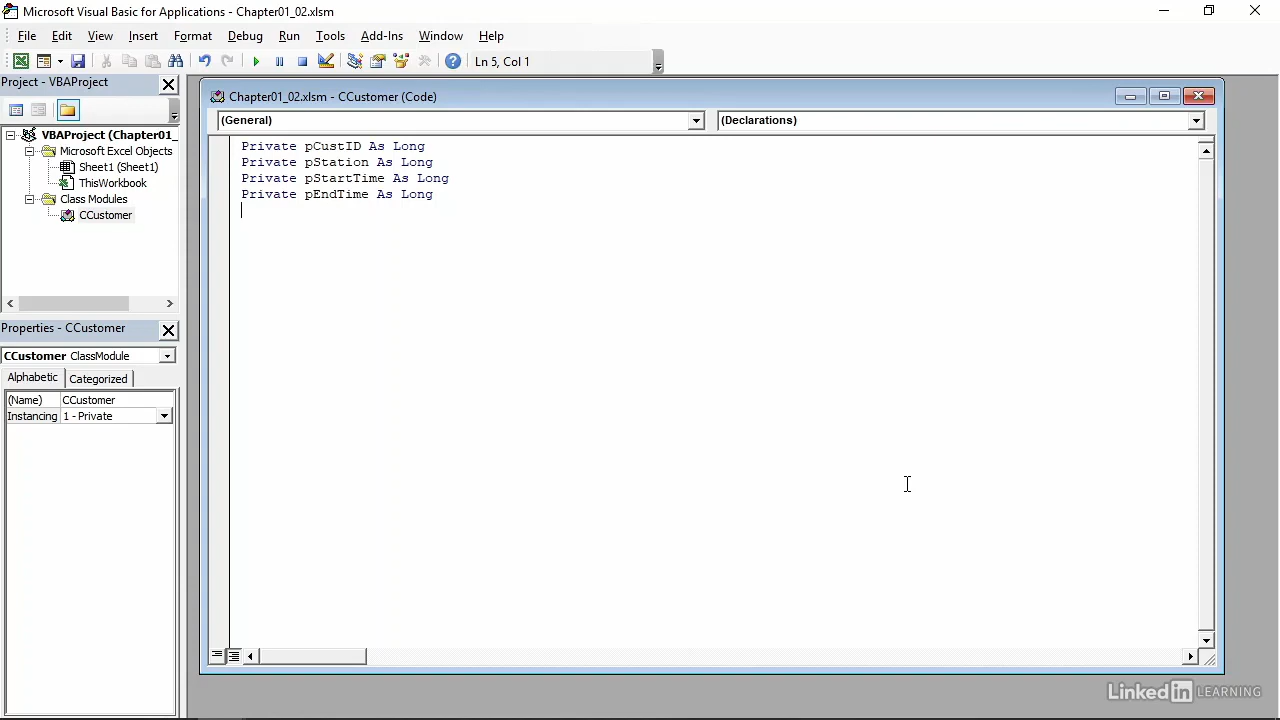 Microsoft Visual Basic for Applications - Chapter01_02.xlsm
File Edit View Insert Format Debug Run Tools Add-Ins Window Help
Ln 5, Col 1
Project - VBAProject
VBAProject (Chapter01_
Microsoft Excel Objects
Sheet1 (Sheet1)
ThisWorkbook
Class Modules
CCustomer
Properties - CCustomer
CCustomer ClassModule
Alphabetic Categorized
(Name) CCustomer
Instancing 1 - Private
Chapter01_02.xlsm - CCustomer (Code)
(General) (Declarations)
Private pCustID As Long
Private pStation As Long
Private pStartTime As Long
Private pEndTime As Long
Linked in LEARNING